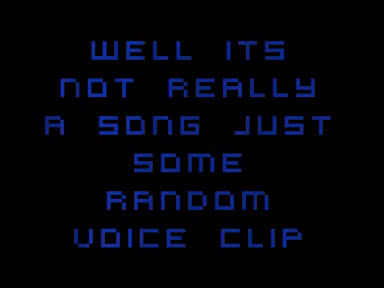 WELL ITS
NOT REALLY
A SONG JUST
SOME
RANDOM
VOICE CLIP